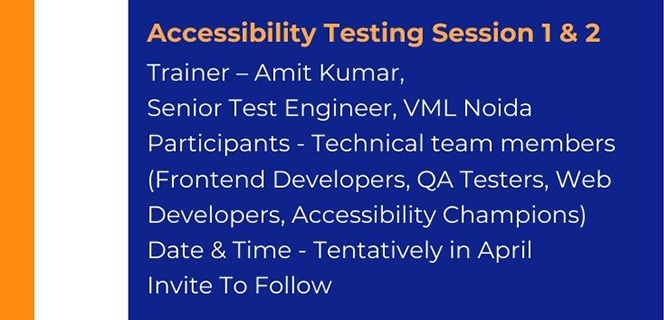 Accessibility Testing Session 1 & 2
Trainer – Amit Kumar,
Senior Test Engineer, VML Noida
Participants - Technical team members
(Frontend Developers, QA Testers, Web
Developers, Accessibility Champions)
Date & Time - Tentatively in April
Invite To Follow